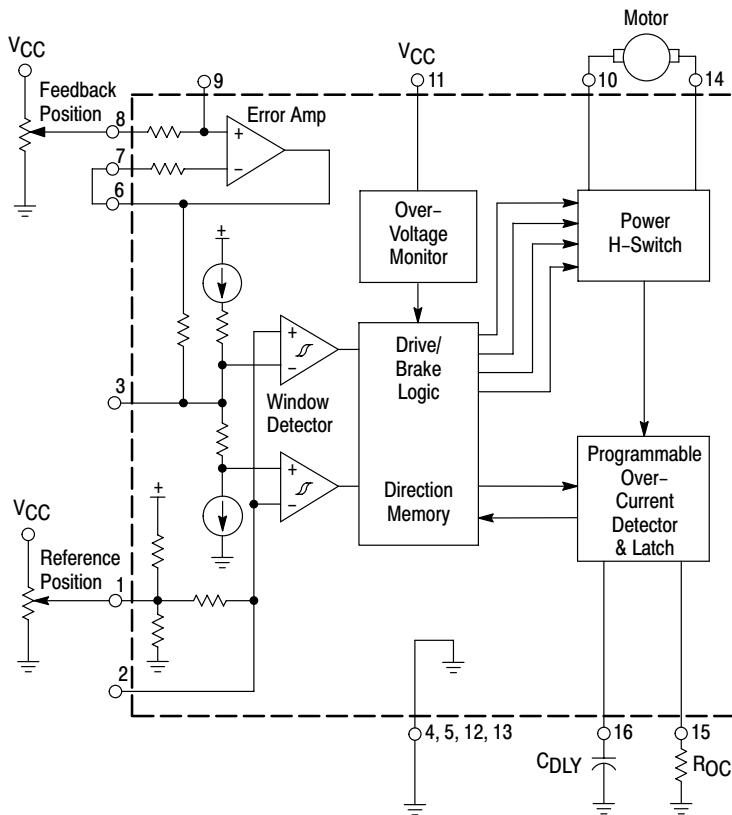 Motor
VCC
VCC
9
11
10
14
Feedback
Position
8
Error Amp
+
7
−
6
+
Over−
Voltage
Monitor
Power
H−Switch
+
−
Drive/
Brake
Logic
3
Window
Detector
+
−
Programmable
Over−
Current
Detector
& Latch
Direction
Memory
+
VCC
Reference
Position
1
2
4, 5, 12, 13
16
15
CDLY
ROC